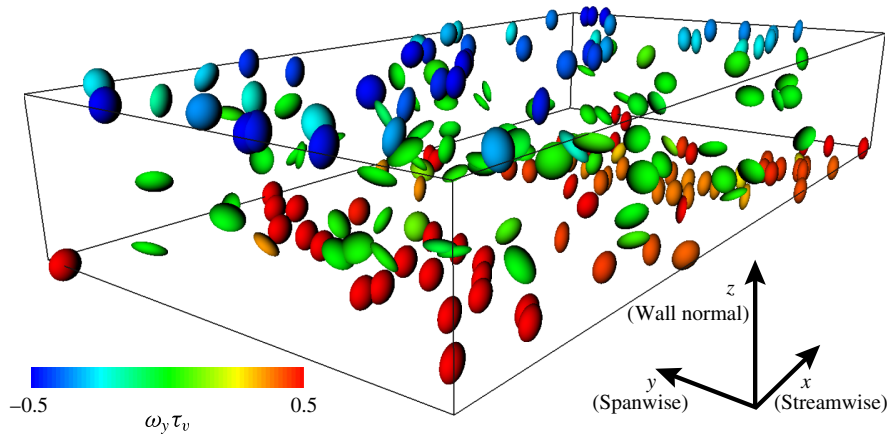 z
(Wall normal)
y
(Spanwise)
x
(Streamwise)
–0.5
0.5
ω_y τ_v